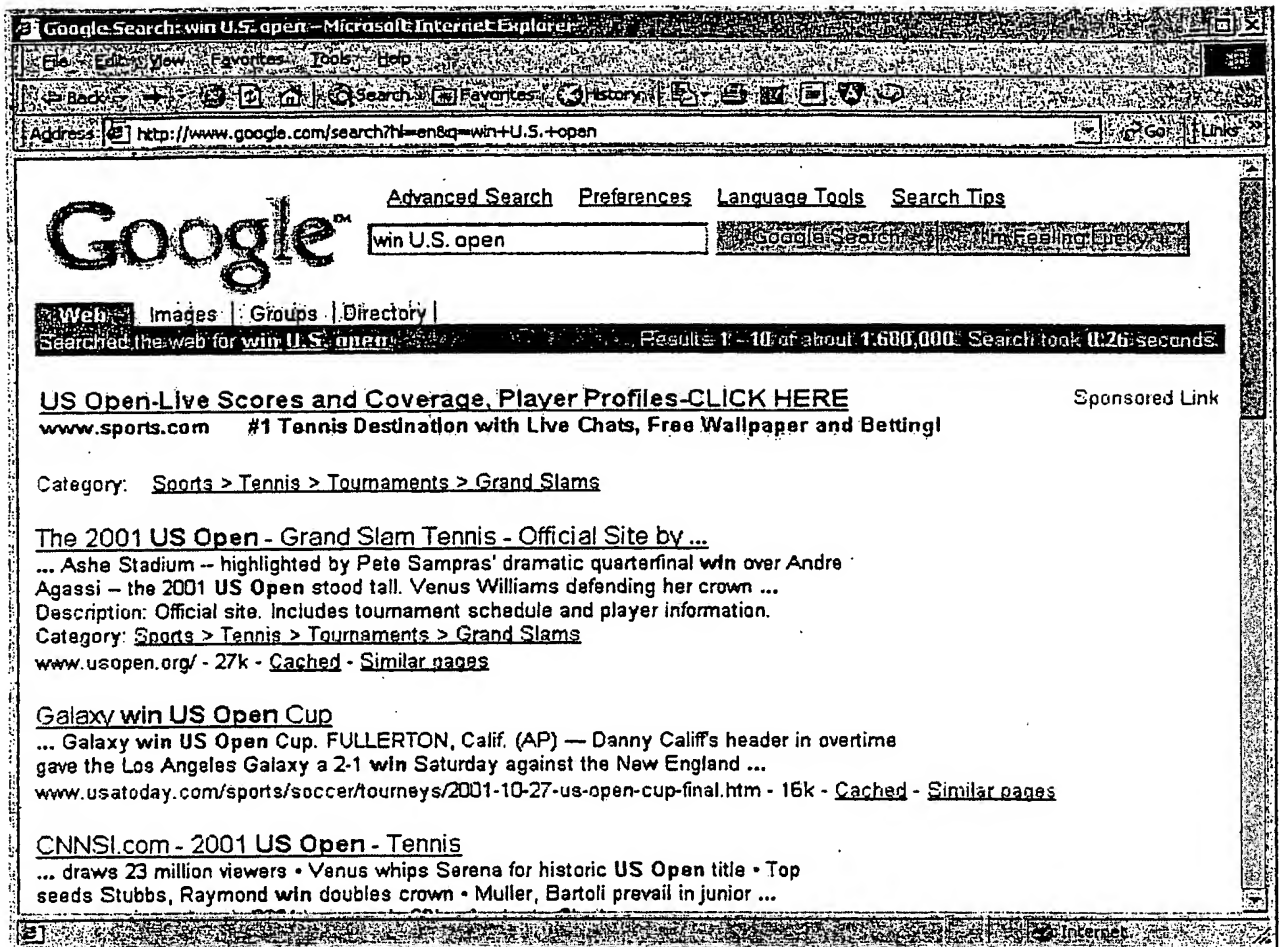 Google Search: win U.S. open - Microsoft Internet Explorer
File Edit View Favorites Tools Help
Back Search Favorites History
Address http://www.google.com/search?hl=en&q=win+U.S.+open Go Links »
Advanced Search Preferences Language Tools Search Tips
Google™ win U.S. open Google Search I'm Feeling Lucky
Web Images Groups Directory
Searched the web for win U.S. open. Results 1 - 10 of about 1,680,000. Search took 0.26 seconds.
US Open-Live Scores and Coverage, Player Profiles-CLICK HERE Sponsored Link
www.sports.com #1 Tennis Destination with Live Chats, Free Wallpaper and Betting!
Category: Sports > Tennis > Tournaments > Grand Slams
The 2001 US Open - Grand Slam Tennis - Official Site by ...
... Ashe Stadium -- highlighted by Pete Sampras' dramatic quarterfinal win over Andre
Agassi -- the 2001 US Open stood tall. Venus Williams defending her crown ...
Description: Official site. Includes tournament schedule and player information.
Category: Sports > Tennis > Tournaments > Grand Slams
www.usopen.org/ - 27k - Cached - Similar pages
Galaxy win US Open Cup
... Galaxy win US Open Cup. FULLERTON, Calif. (AP) — Danny Califf's header in overtime
gave the Los Angeles Galaxy a 2-1 win Saturday against the New England ...
www.usatoday.com/sports/soccer/tourneys/2001-10-27-us-open-cup-final.htm - 16k - Cached - Similar pages
CNNSI.com - 2001 US Open - Tennis
... draws 23 million viewers • Venus whips Serena for historic US Open title • Top
seeds Stubbs, Raymond win doubles crown • Muller, Bartoli prevail in junior ...
Internet